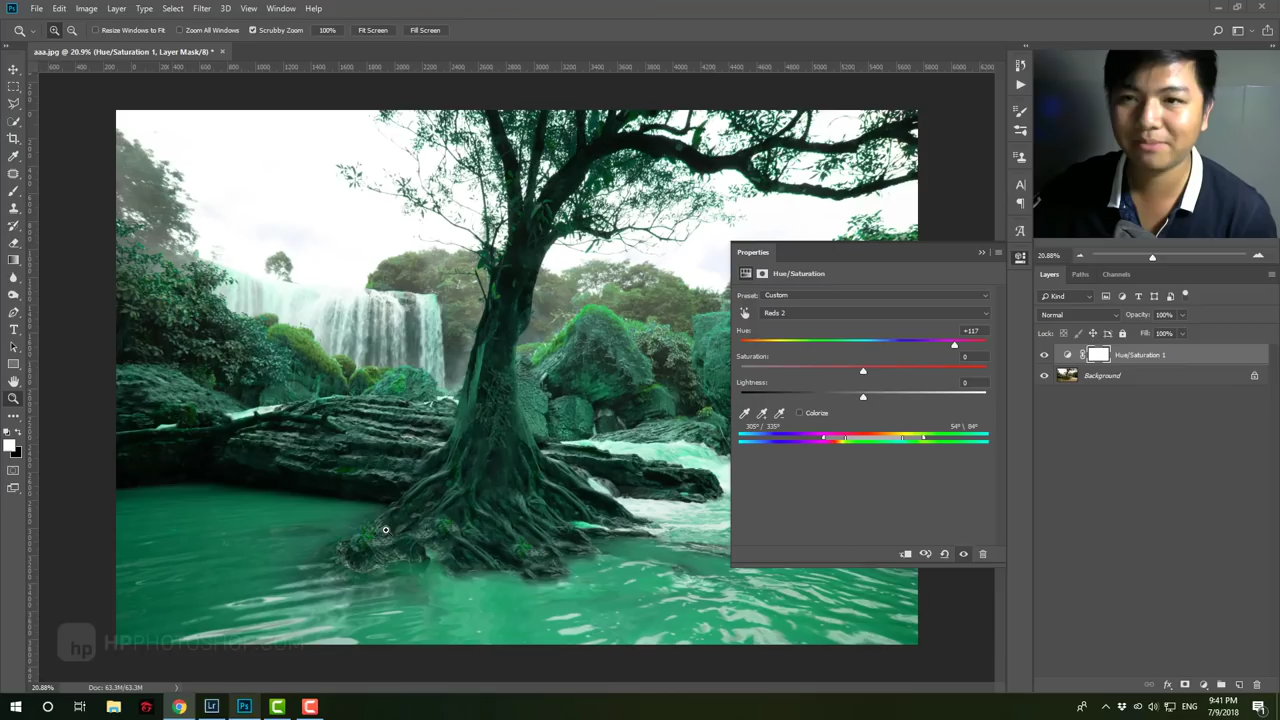 Ps File Edit Image Layer Type Select Filter 3D View Window Help
Resize Windows to Fit Zoom All Windows Scrubby Zoom 100% Fit Screen Fill Screen
aaa.jpg @ 20.9% (Hue/Saturation 1, Layer Mask/8) *
Properties
Hue/Saturation
Preset: Custom
Reds 2
Hue: +117
Saturation: 0
Lightness: 0
Colorize
305°/ 335° 54°\ 84°
20.88%
Layers Paths Channels
Kind
Normal Opacity: 100%
Lock: Fill: 100%
Hue/Saturation 1
Background
hp HPPHOTOSHOP.COM
20.88% Doc: 63.3M/63.3M
Lr Ps ENG 9:41 PM
7/9/2018